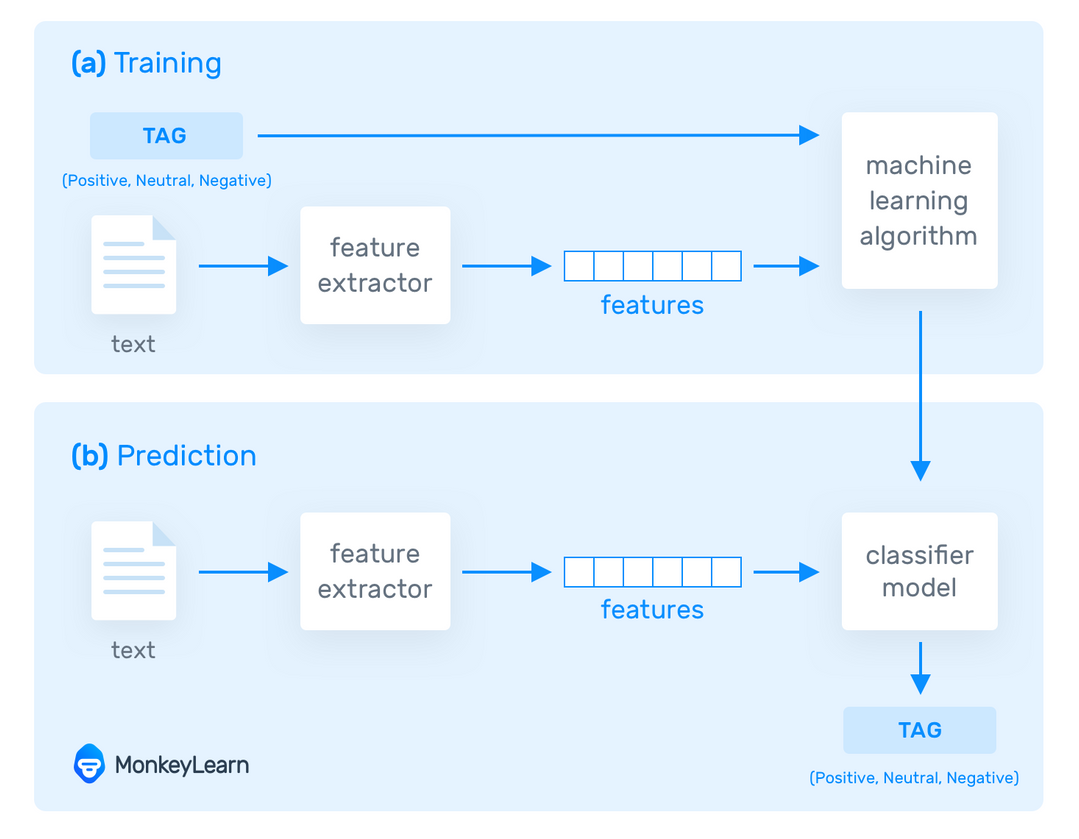 (a) Training
TAG
(Positive, Neutral, Negative)
text
feature
extractor
features
machine
learning
algorithm
(b) Prediction
text
feature
extractor
features
classifier
model
TAG
(Positive, Neutral, Negative)
MonkeyLearn